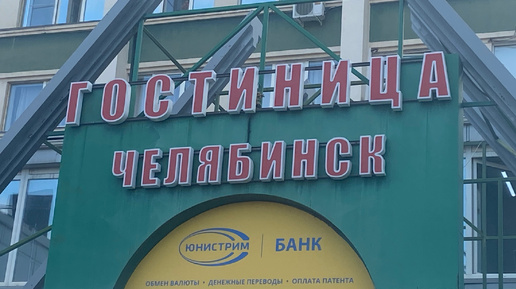 ГОСТИНИЦА
ЧЕЛЯБИНСК
ЮНИСТРИМ БАНК
ОБМЕН ВАЛЮТЫ • ДЕНЕЖНЫЕ ПЕРЕВОДЫ • ОПЛАТА ПАТЕНТА